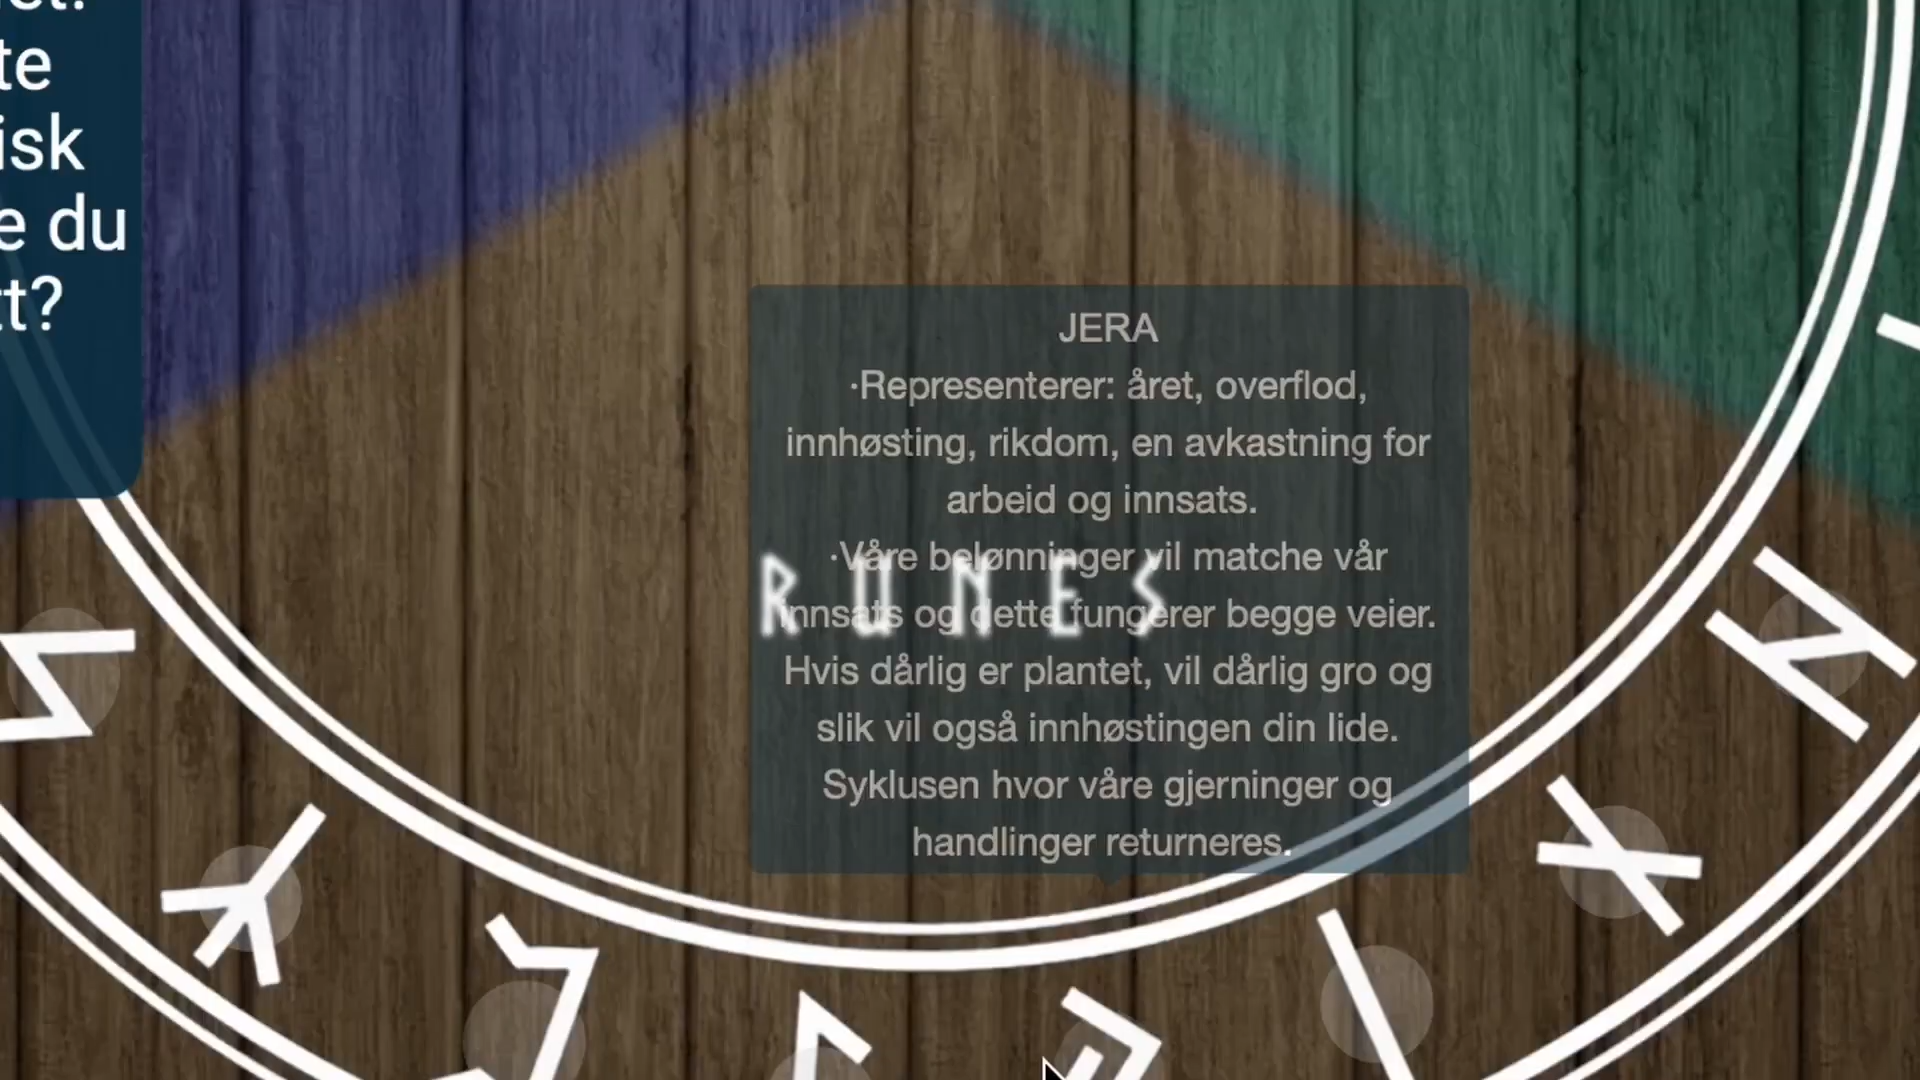 te
isk
e du
tt?
JERA
·Representerer: året, overflod,
innhøsting, rikdom, en avkastning for
arbeid og innsats.
·Våre belønninger vil matche vår
innsats og dette fungerer begge veier.
Hvis dårlig er plantet, vil dårlig gro og
slik vil også innhøstingen din lide.
Syklusen hvor våre gjerninger og
handlinger returneres.
RUNES